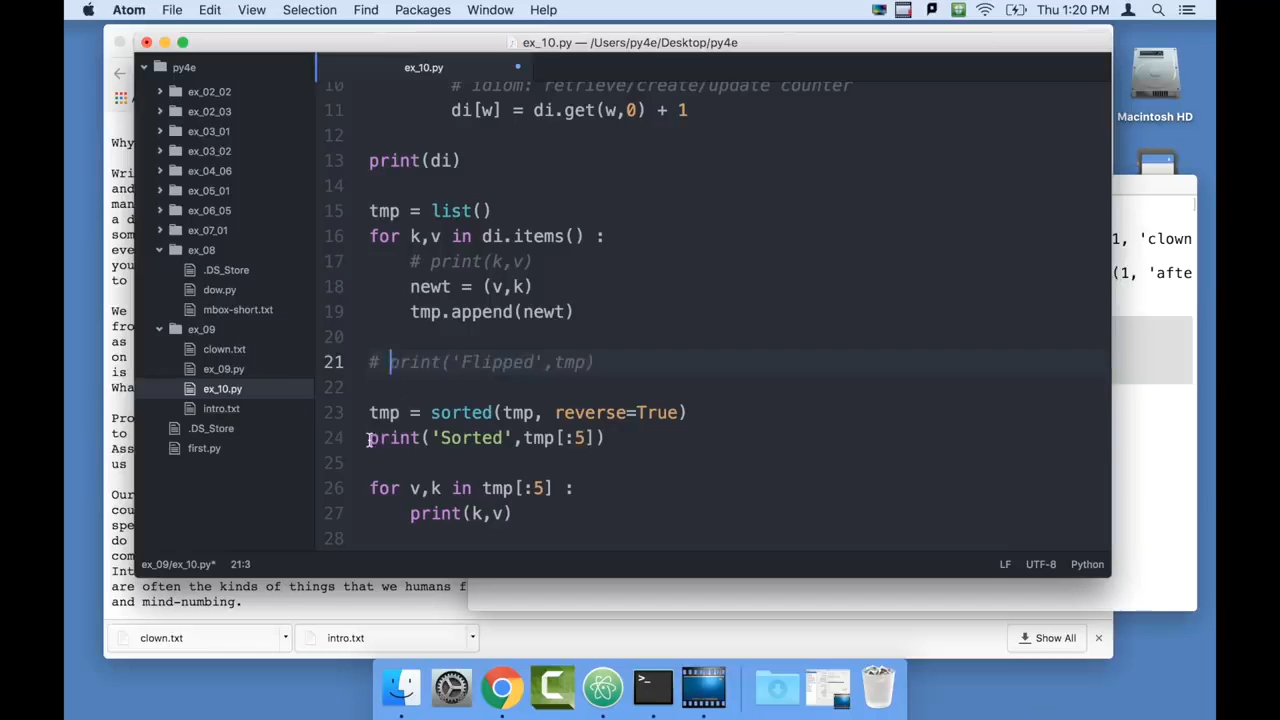 Atom File Edit View Selection Find Packages Window Help Thu 1:20 PM
ex_10.py — /Users/py4e/Desktop/py4e
py4e
ex_02_02
ex_02_03
ex_03_01
ex_03_02
ex_04_06
ex_05_01
ex_06_05
ex_07_01
ex_08
.DS_Store
dow.py
mbox-short.txt
ex_09
clown.txt
ex_09.py
ex_10.py
intro.txt
.DS_Store
first.py
ex_10.py
10 # idiom: retrieve/create/update counter
11 di[w] = di.get(w,0) + 1
12
13 print(di)
14
15 tmp = list()
16 for k,v in di.items() :
17 # print(k,v)
18 newt = (v,k)
19 tmp.append(newt)
20
21 # print('Flipped',tmp)
22
23 tmp = sorted(tmp, reverse=True)
24 print('Sorted',tmp[:5])
25
26 for v,k in tmp[:5] :
27 print(k,v)
28
ex_09/ex_10.py* 21:3 LF UTF-8 Python
Why
Wri
and
man
a d
som
eve
you
to
We
fro
as
on
is
Wha
Pro
to
Ass
us
Our
cou
spe
do
com
Int
are often the kinds of things that we humans f
and mind-numbing.
1, 'clown
(1, 'afte
Macintosh HD
clown.txt intro.txt Show All